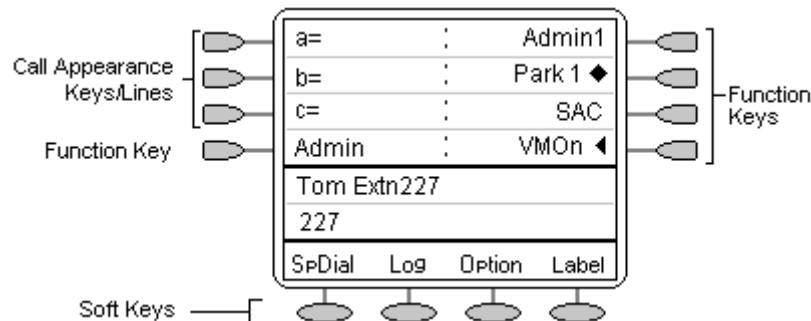 Call Appearance
Keys/Lines
Function Key
a= : Admin1
b= : Park 1 ◆
c= : SAC
Admin : VMOn ◀
Tom Extn227
227
SpDial Log Option Label
Function
Keys
Soft Keys